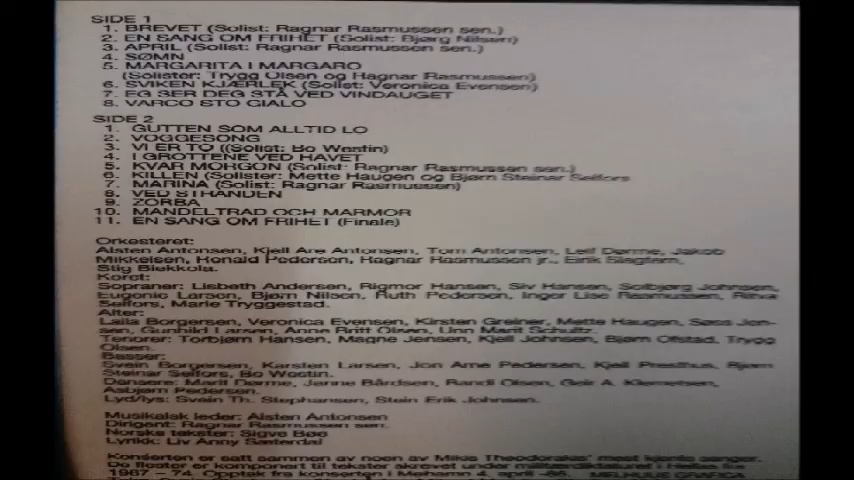 SIDE 1
1. BREVET (Solist: Ragnar Rasmussen sen.)
2. EN SANG OM FRIHET (Solist: Bjørg Nilsen)
3. APRIL (Solist: Ragnar Rasmussen sen.)
4. SØMN
5. MARGARITA I MARGARO
(Solister: Trygg Olsen og Ragnar Rasmussen)
6. SVIKEN KJÆRLEK (Solist: Veronica Evensen)
7. EG SER DEG STÅ VED VINDAUGET
8. VARCO STO GIALO
SIDE 2
1. GUTTEN SOM ALLTID LO
2. VOGGESONG
3. VI ER TO ((Solist: Bo Westin)
4. I GROTTENE VED HAVET
5. KVAR MORGON (Solist: Ragnar Rasmussen sen.)
6. KILLEN (Solister: Mette Haugen og Bjørn Steinar Selfors
7. MARINA (Solist: Ragnar Rasmussen)
8. VED STRANDEN
9. ZORBA
10. MANDELTRAD OCH MARMOR
11. EN SANG OM FRIHET (Finale)
Orkesteret:
Alsten Antonsen, Kjell Are Antonsen, Tom Antonsen, Leif Dørme, Jakob
Mikkelsen, Ronald Pedersen, Ragnar Rasmussen jr., Eirik Slagtern,
Stig Blekkola.
Koret:
Sopraner: Lisbeth Andersen, Rigmor Hansen, Siv Hansen, Solbjørg Johnsen,
Eugenie Larsen, Bjørn Nilsen, Ruth Pedersen, Inger Lise Rasmussen,
Selfors, Marie Tryggestad.
Alter:
Laila Borgersen, Veronica Evensen, Kirsten Greiner, Mette Haugen, Jen-
sen, Gunhild Larsen, Anne Britt Olsen, Unn Marit Schultz.
Tenorer: Torbjørn Hansen, Magne Jensen, Kjell Johnsen, Bjørn Ofstad, Trygg
Olsen.
Basser:
Svein Borgersen, Karsten Larsen, Jon Arne Pedersen, Kjell Presthus, Bjørn
Steinar Selfors, Bo Westin.
Dansere: Marit Dørme, Janne Bårdsen, Randi Olsen, Geir A. Klemetsen,
Asbjørn Pedersen.
Lyd/lys: Svein Th. Stephansen, Stein Erik Johnsen.
Musikalsk leder: Alsten Antonsen
Dirigent: Ragnar Rasmussen sen.
Norske tekster: Sigve Bøe
Lyrikk: Liv Anny Sæterdal
Konserten er satt sammen av noen av Mikis Theodorakis' mest kjente sanger.
De fleste er komponert til tekster skrevet under militærdiktaturet i Hellas fra
1967 - 74. Opptak fra konserten i Mehamn 4. april -86. MELHUUS GRAFICA